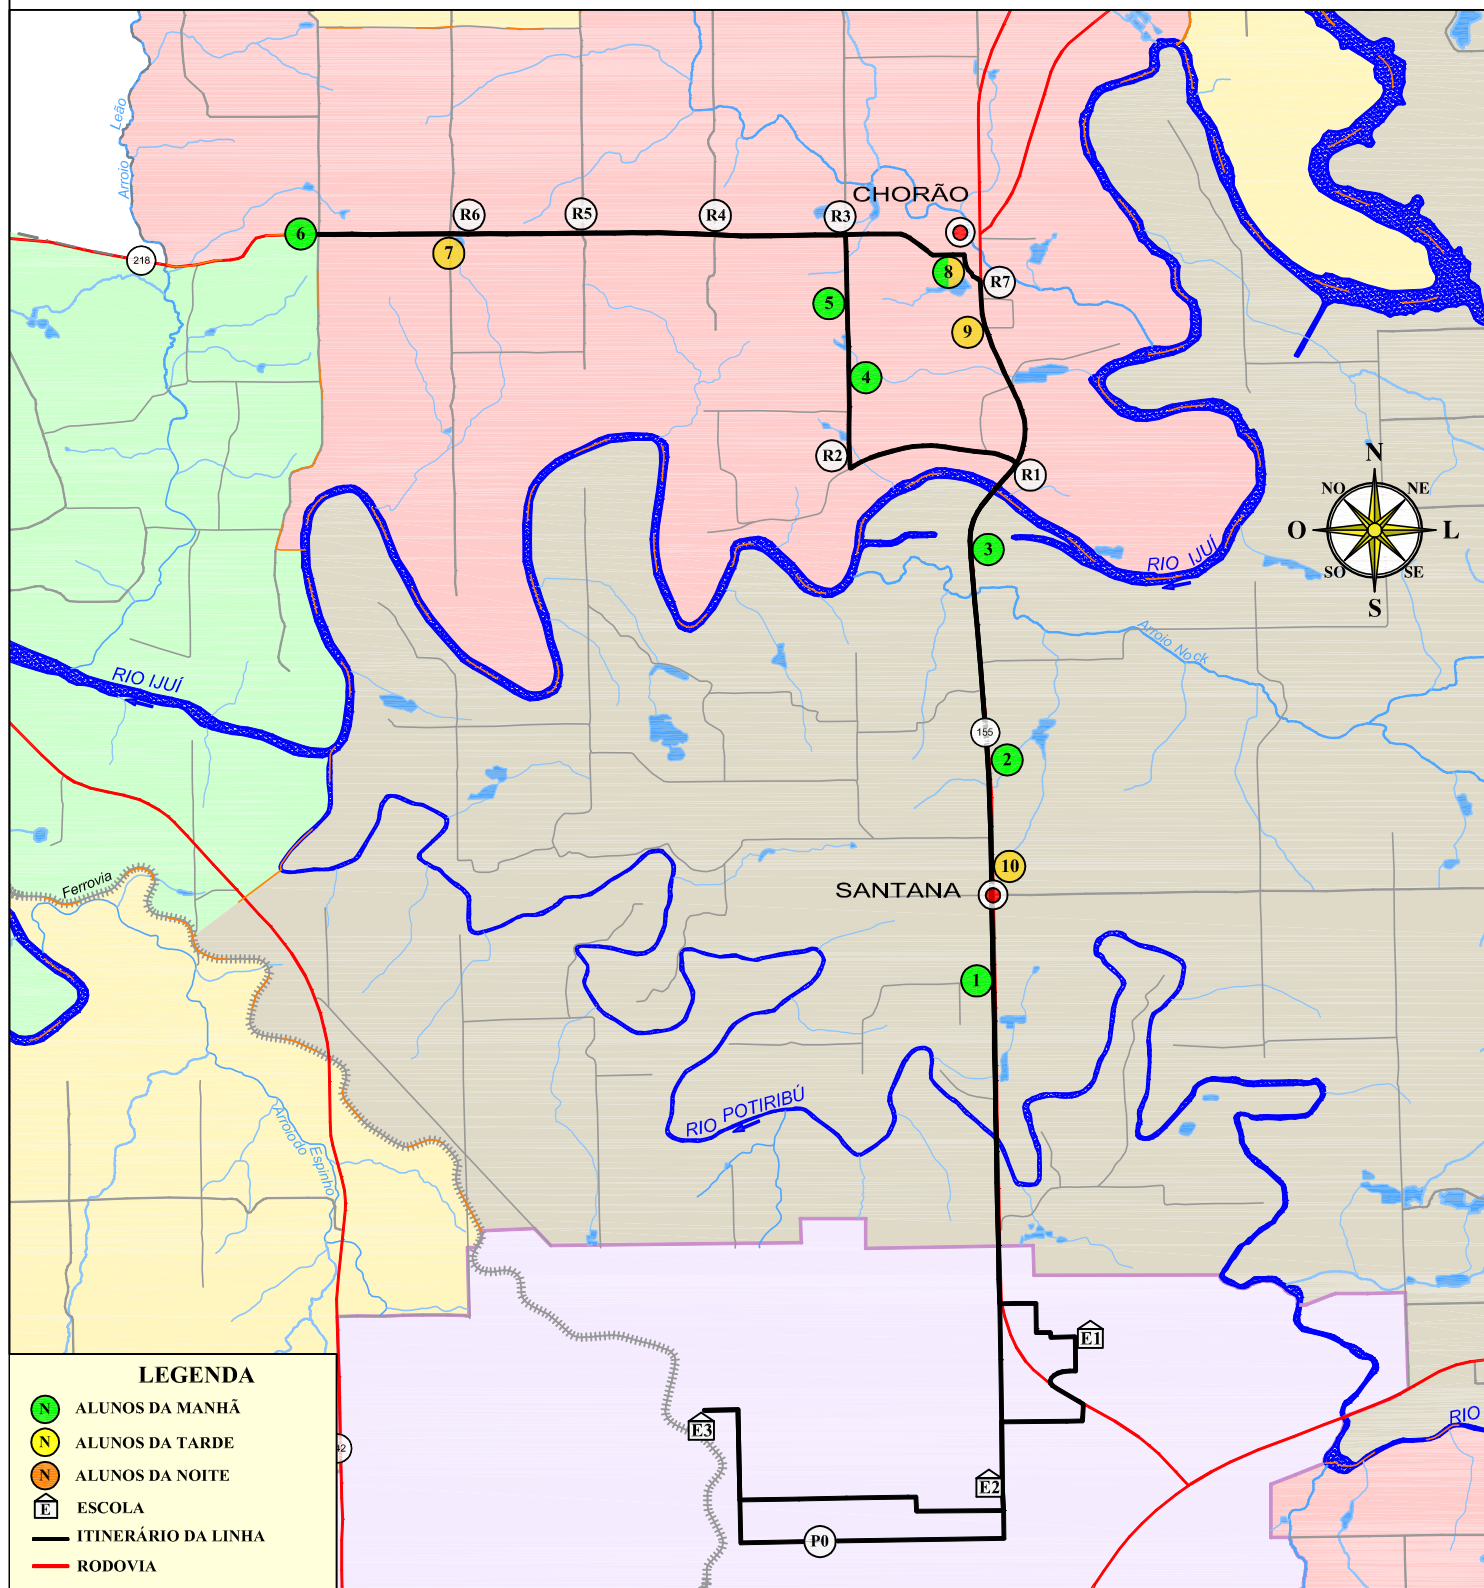 Arroio Leão
CHORÃO
R6
R5
R4
R3
6
7
218
8
R7
5
9
4
R2
R1
N
NO
NE
O
L
SO
SE
S
3
RIO IJUÍ
Arroio Nock
RIO IJUÍ
155
2
10
SANTANA
Ferrovia
1
RIO POTIRIBÚ
Arroio do Espinho
E1
E3
E2
P0
RIO
42
LEGENDA
N ALUNOS DA MANHÃ
N ALUNOS DA TARDE
N ALUNOS DA NOITE
E ESCOLA
ITINERÁRIO DA LINHA
RODOVIA